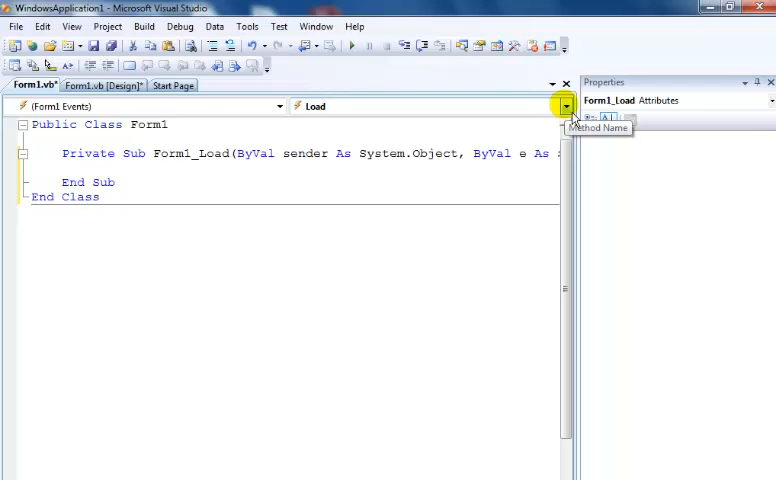 WindowsApplication1 - Microsoft Visual Studio
File Edit View Project Build Debug Data Tools Test Window Help
Form1.vb* Form1.vb [Design]* Start Page
Properties
(Form1 Events) Load
Form1_Load Attributes
Method Name
Public Class Form1
Private Sub Form1_Load(ByVal sender As System.Object, ByVal e As
End Sub
End Class